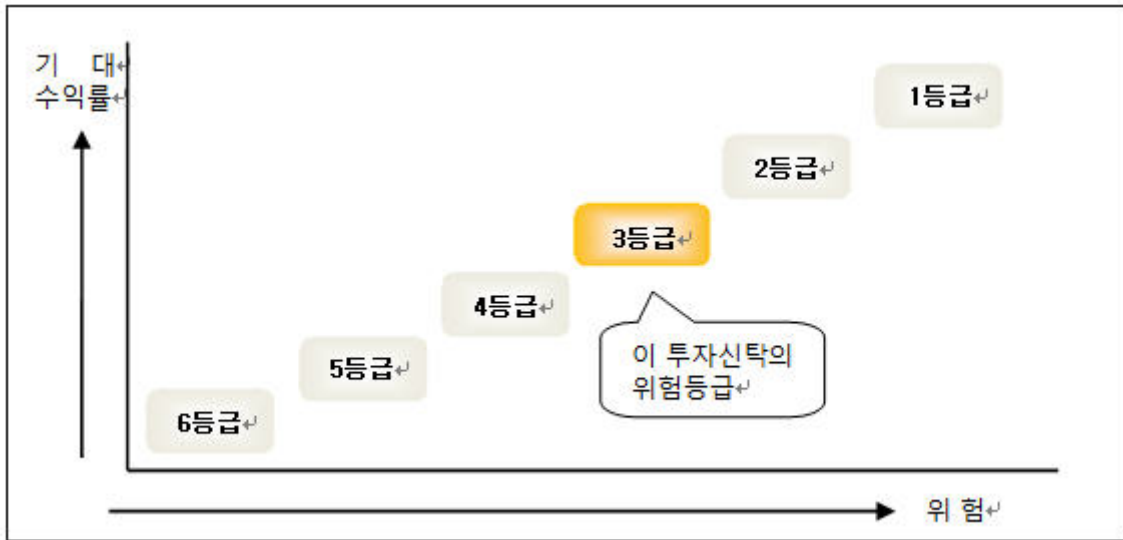 기 대
수익률
1등급
2등급
3등급
4등급
이 투자신탁의
위험등급
5등급
6등급
위 험